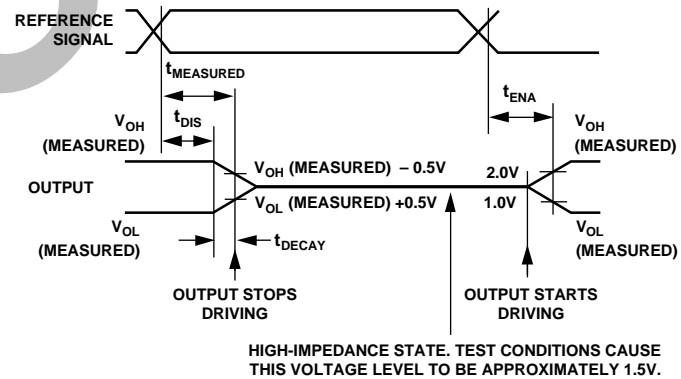 REFERENCE
SIGNAL
tMEASURED
tENA
tDIS
VOH
(MEASURED)
VOH
(MEASURED)
VOH (MEASURED) – 0.5V
2.0V
OUTPUT
VOL (MEASURED) +0.5V
1.0V
VOL
(MEASURED)
VOL
(MEASURED)
tDECAY
OUTPUT STOPS
DRIVING
OUTPUT STARTS
DRIVING
HIGH-IMPEDANCE STATE. TEST CONDITIONS CAUSE
THIS VOLTAGE LEVEL TO BE APPROXIMATELY 1.5V.